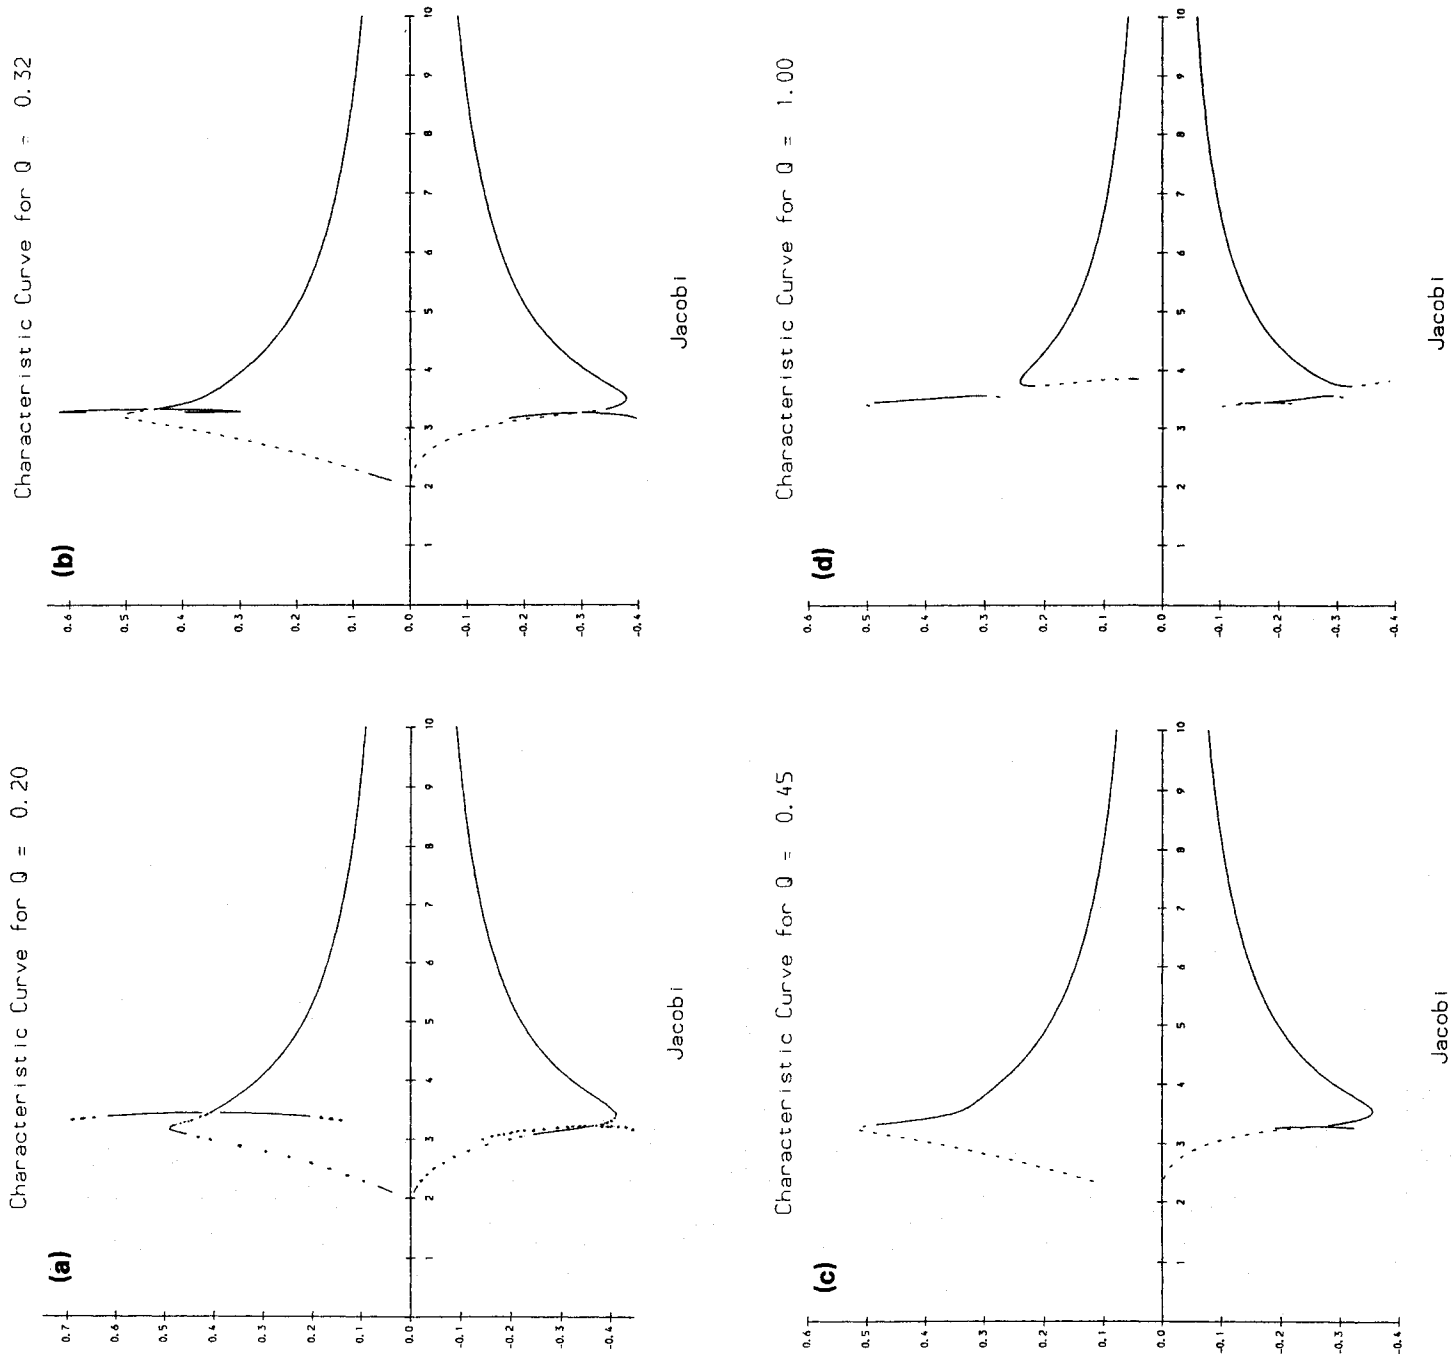 (a)
Characteristic Curve for Q = 0.20
0.7 0.6 0.5 0.4 0.3 0.2 0.1 0.0 -0.1 -0.2 -0.3 -0.4
1 2 3 4 5 6 7 8 9 10
Jacobi
(b)
Characteristic Curve for Q = 0.32
0.6 0.5 0.4 0.3 0.2 0.1 0.0 -0.1 -0.2 -0.3 -0.4
1 2 3 4 5 6 7 8 9 10
Jacobi
(c)
Characteristic Curve for Q = 0.45
0.6 0.5 0.4 0.3 0.2 0.1 0.0 -0.1 -0.2 -0.3 -0.4
1 2 3 4 5 6 7 8 9 10
Jacobi
(d)
Characteristic Curve for Q = 1.00
0.6 0.5 0.4 0.3 0.2 0.1 0.0 -0.1 -0.2 -0.3 -0.4
1 2 3 4 5 6 7 8 9 10
Jacobi